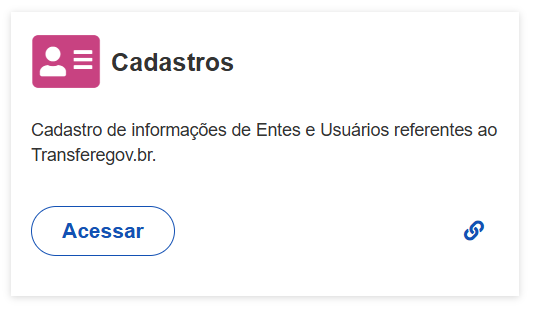 Cadastros
Cadastro de informações de Entes e Usuários referentes ao
Transferegov.br.
Acessar